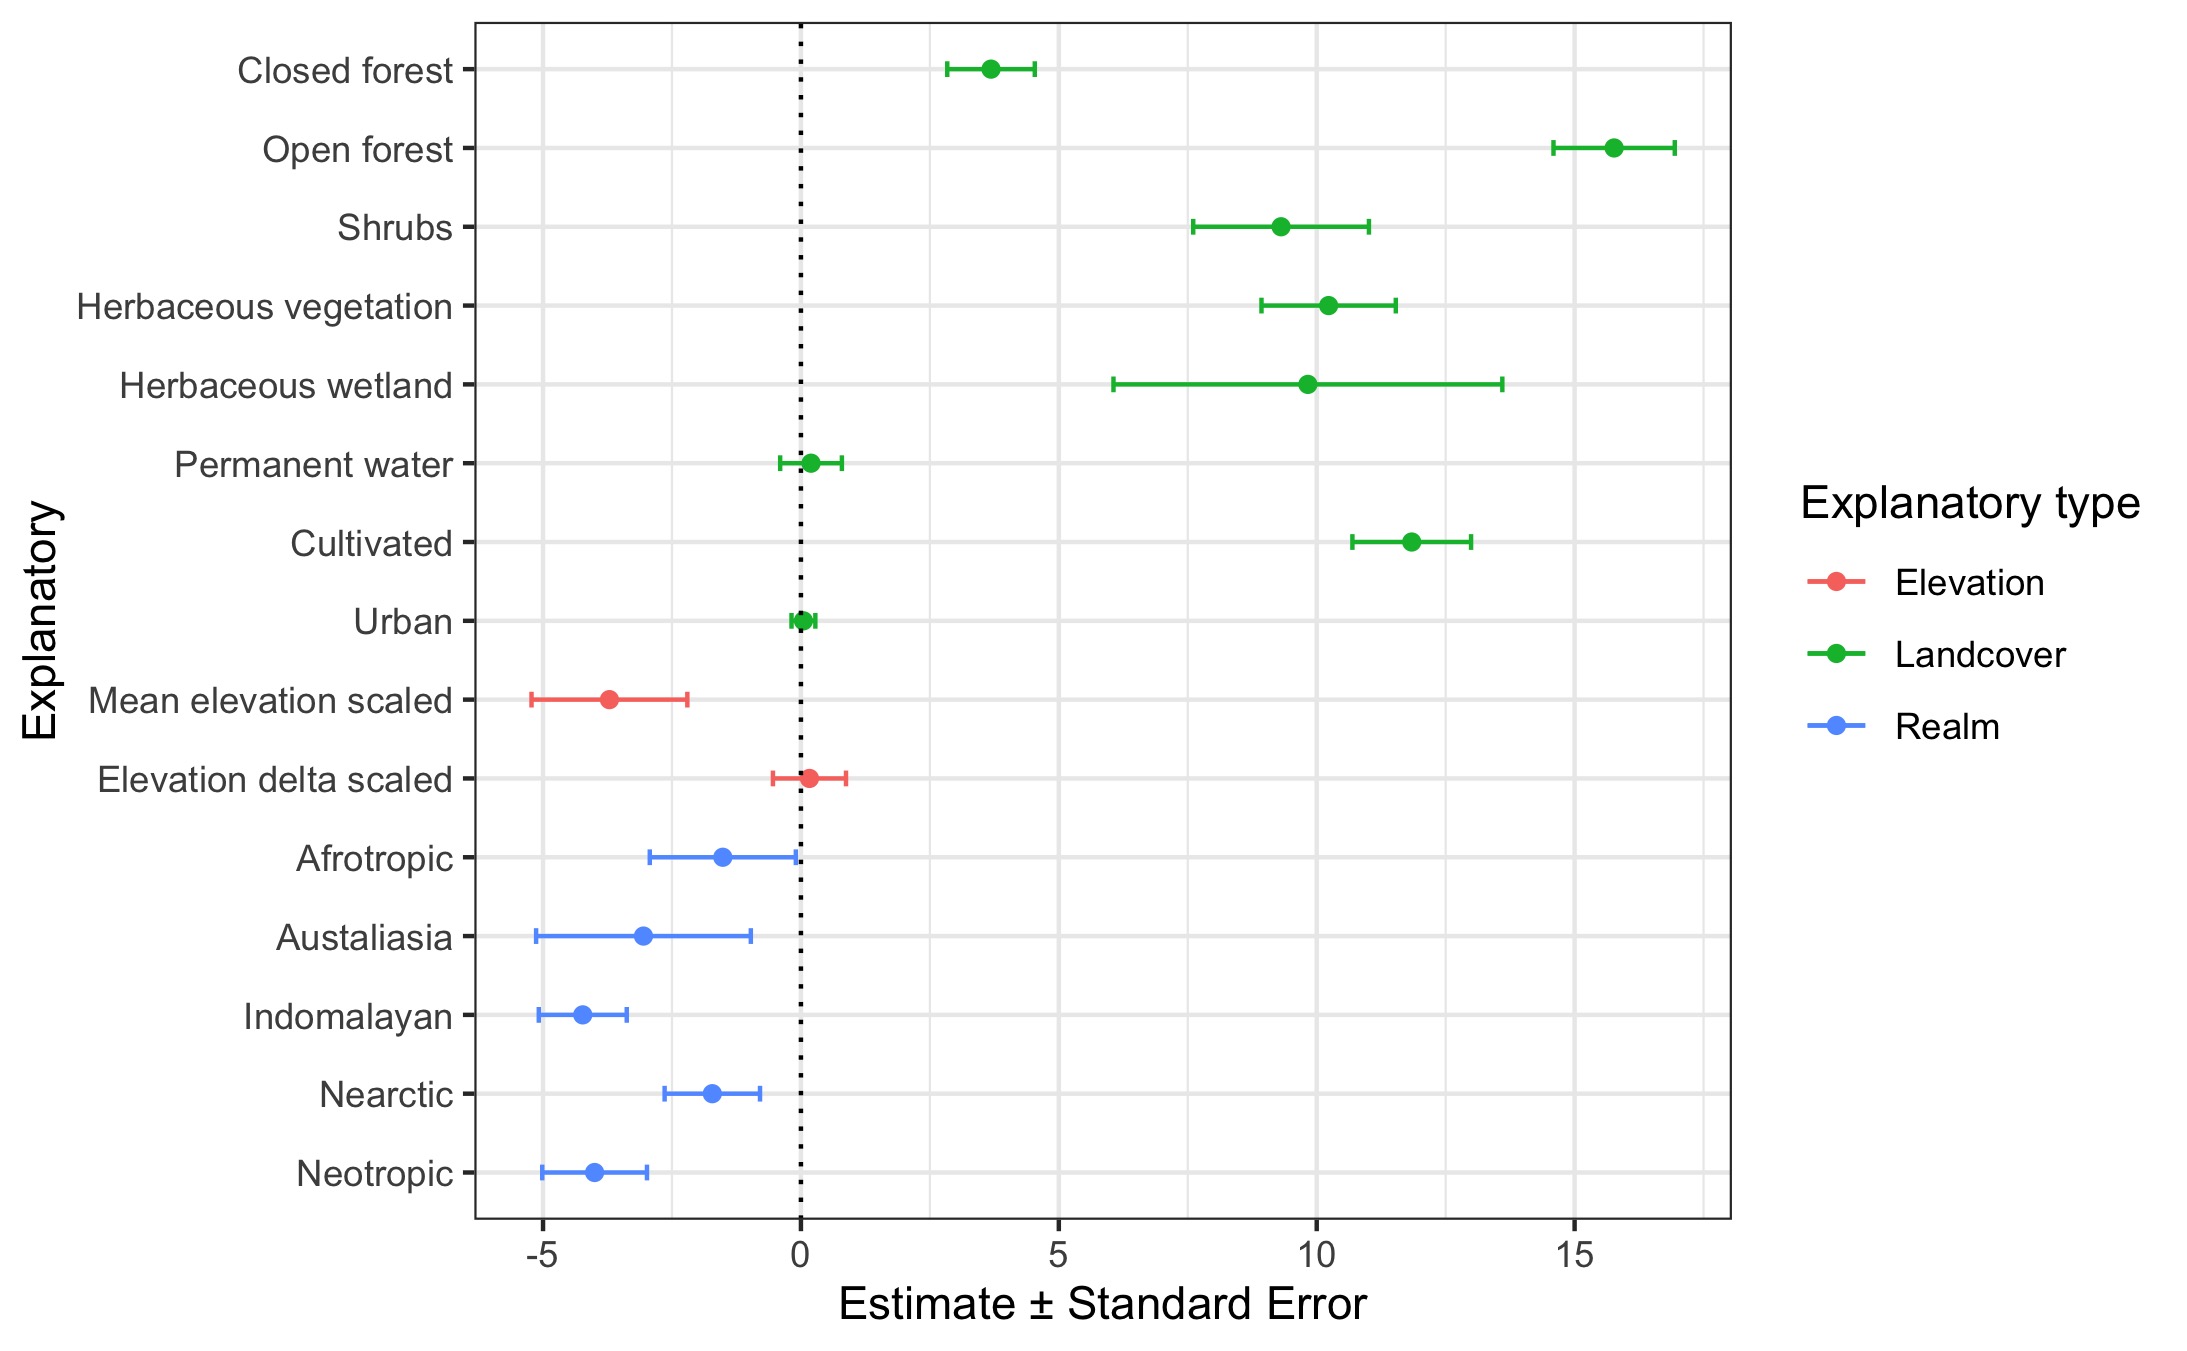 Closed forest
Open forest
Shrubs
Herbaceous vegetation
Herbaceous wetland
Permanent water
Cultivated
Urban
Mean elevation scaled
Elevation delta scaled
Afrotropic
Austaliasia
Indomalayan
Nearctic
Neotropic
Explanatory
-5 0 5 10 15
Estimate ± Standard Error
Explanatory type
Elevation
Landcover
Realm